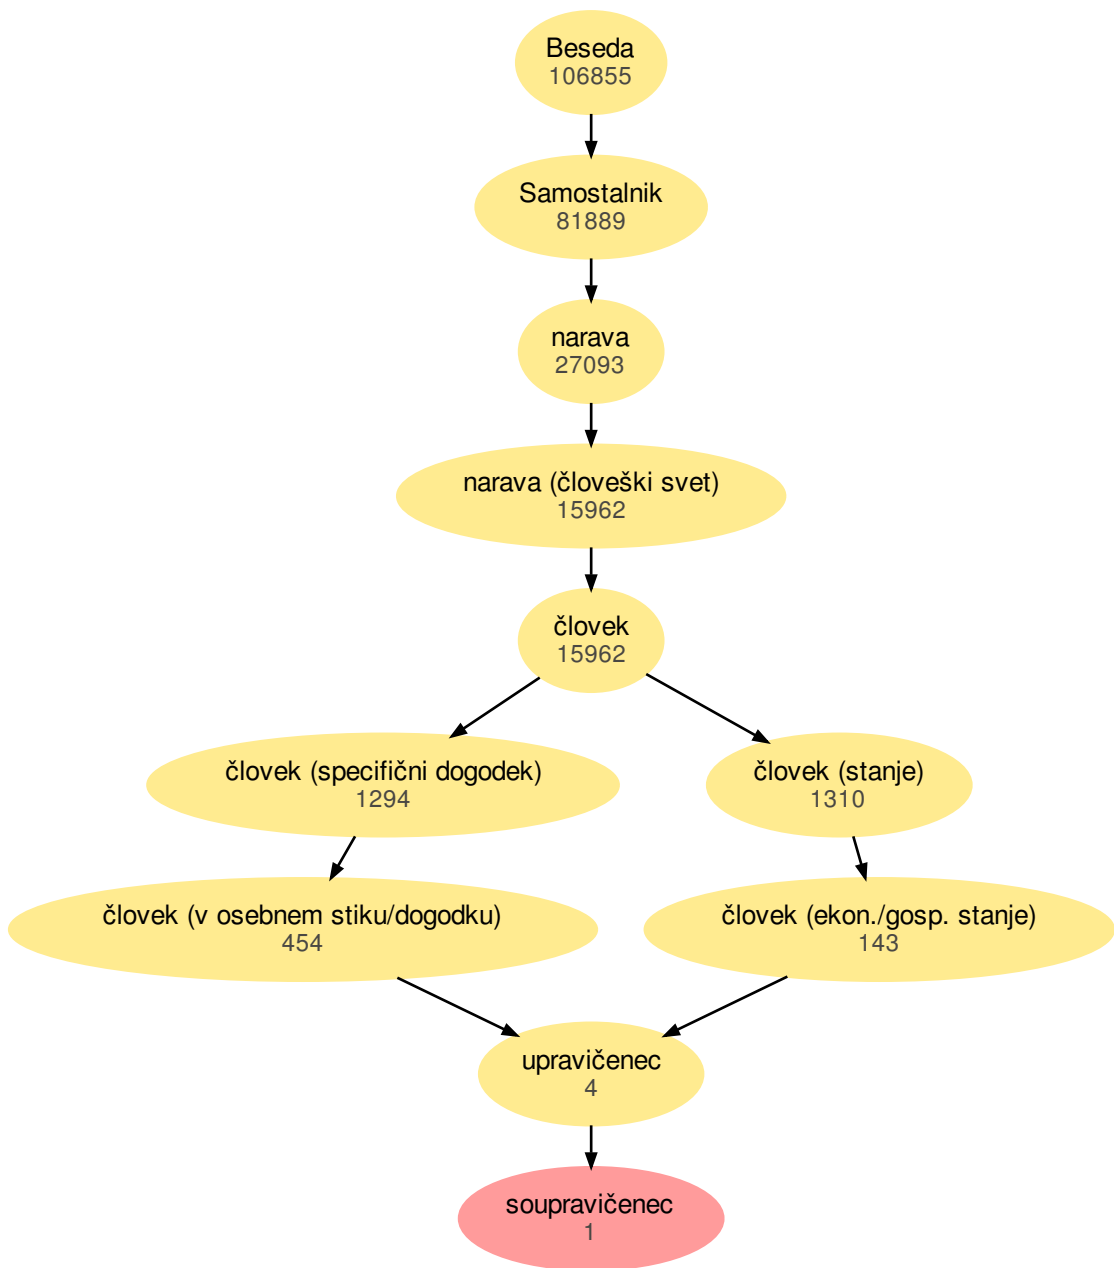 Beseda
106855
Samostalnik
81889
narava
27093
narava (človeški svet)
15962
človek
15962
človek (specifični dogodek)
1294
človek (stanje)
1310
človek (v osebnem stiku/dogodku)
454
človek (ekon./gosp. stanje)
143
upravičenec
4
soupravičenec
1